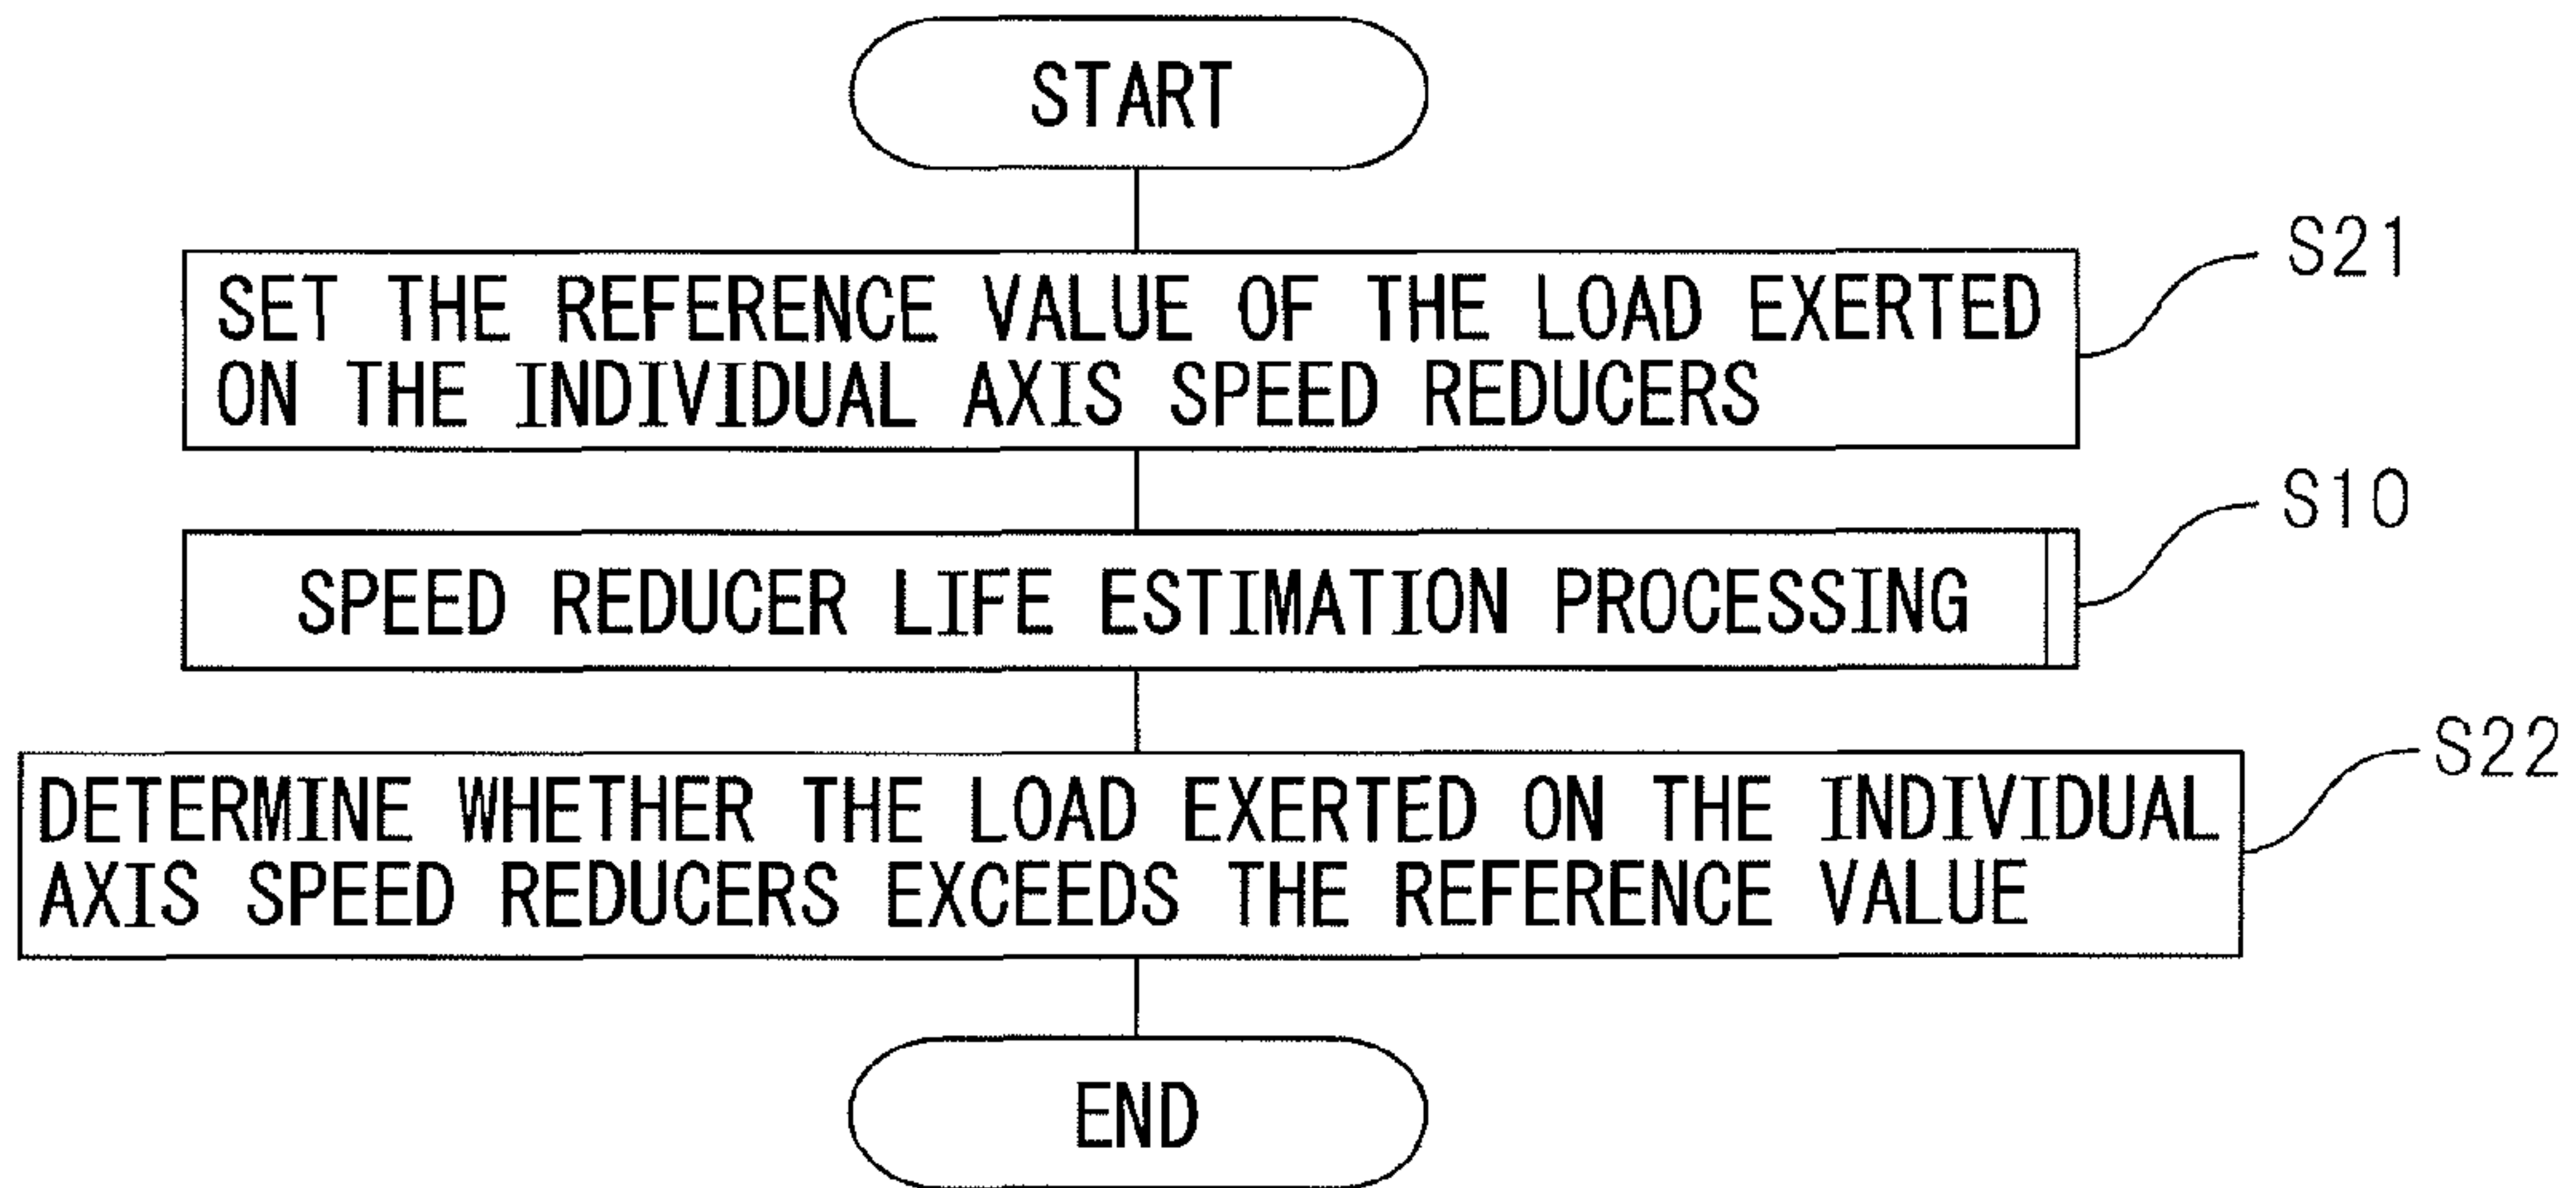 START
S21
SET THE REFERENCE VALUE OF THE LOAD EXERTED
ON THE INDIVIDUAL AXIS SPEED REDUCERS
S10
SPEED REDUCER LIFE ESTIMATION PROCESSING
S22
DETERMINE WHETHER THE LOAD EXERTED ON THE INDIVIDUAL
AXIS SPEED REDUCERS EXCEEDS THE REFERENCE VALUE
END